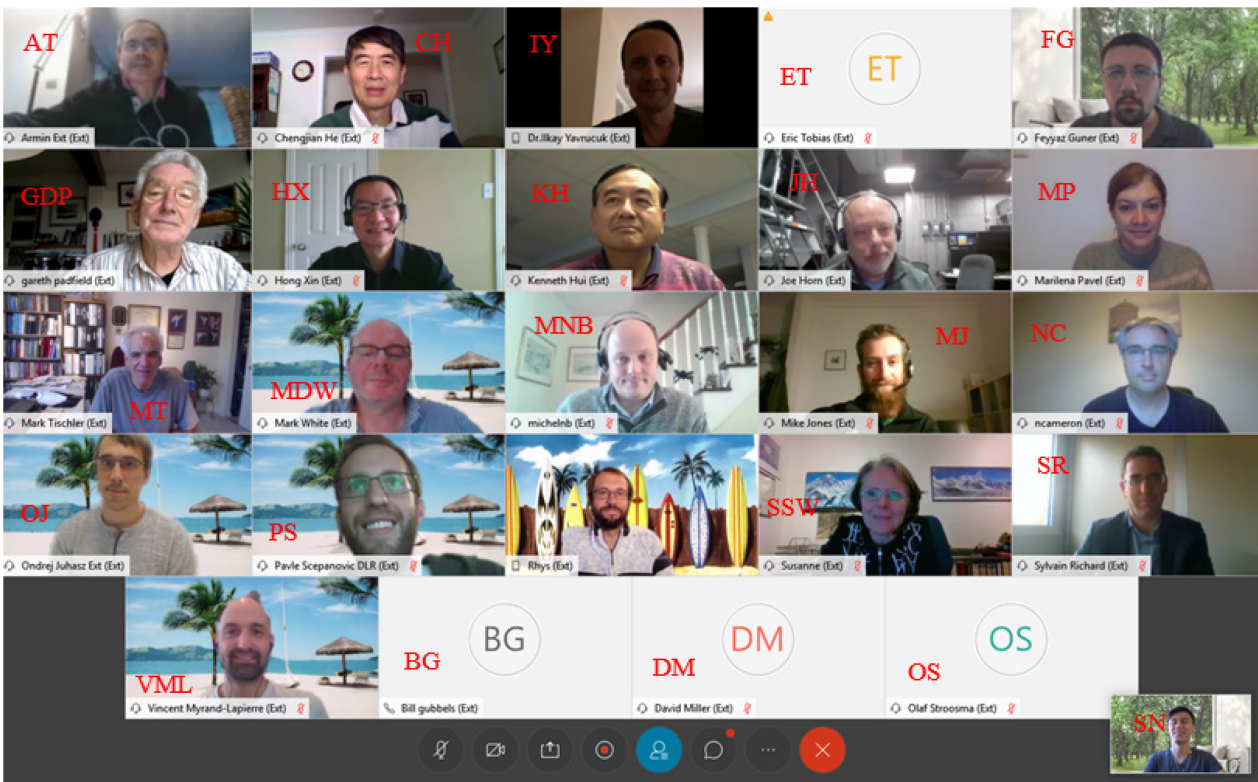 AT
Armin Ext (Ext)
CH
Chengjian He (Ext)
IY
Dr.Ilkay Yavrucuk (Ext)
ET
ET
Eric Tobias (Ext)
FG
Feyyaz Guner (Ext)
GDP
gareth padfield (Ext)
HX
Hong Xin (Ext)
KH
Kenneth Hui (Ext)
JH
Joe Horn (Ext)
MP
Marilena Pavel (Ext)
MT
Mark Tischler (Ext)
MDW
Mark White (Ext)
MNB
michelnb (Ext)
MJ
Mike Jones (Ext)
NC
ncameron (Ext)
OJ
Ondrej Juhasz Ext (Ext)
PS
Pavle Scepanovic DLR (Ext)
Rhys (Ext)
SSW
Susanne (Ext)
SR
Sylvain Richard (Ext)
VML
Vincent Myrand-Lapierre (Ext)
BG
BG
Bill gubbels (Ext)
DM
DM
David Miller (Ext)
OS
OS
Olaf Stroosma (Ext)
SN